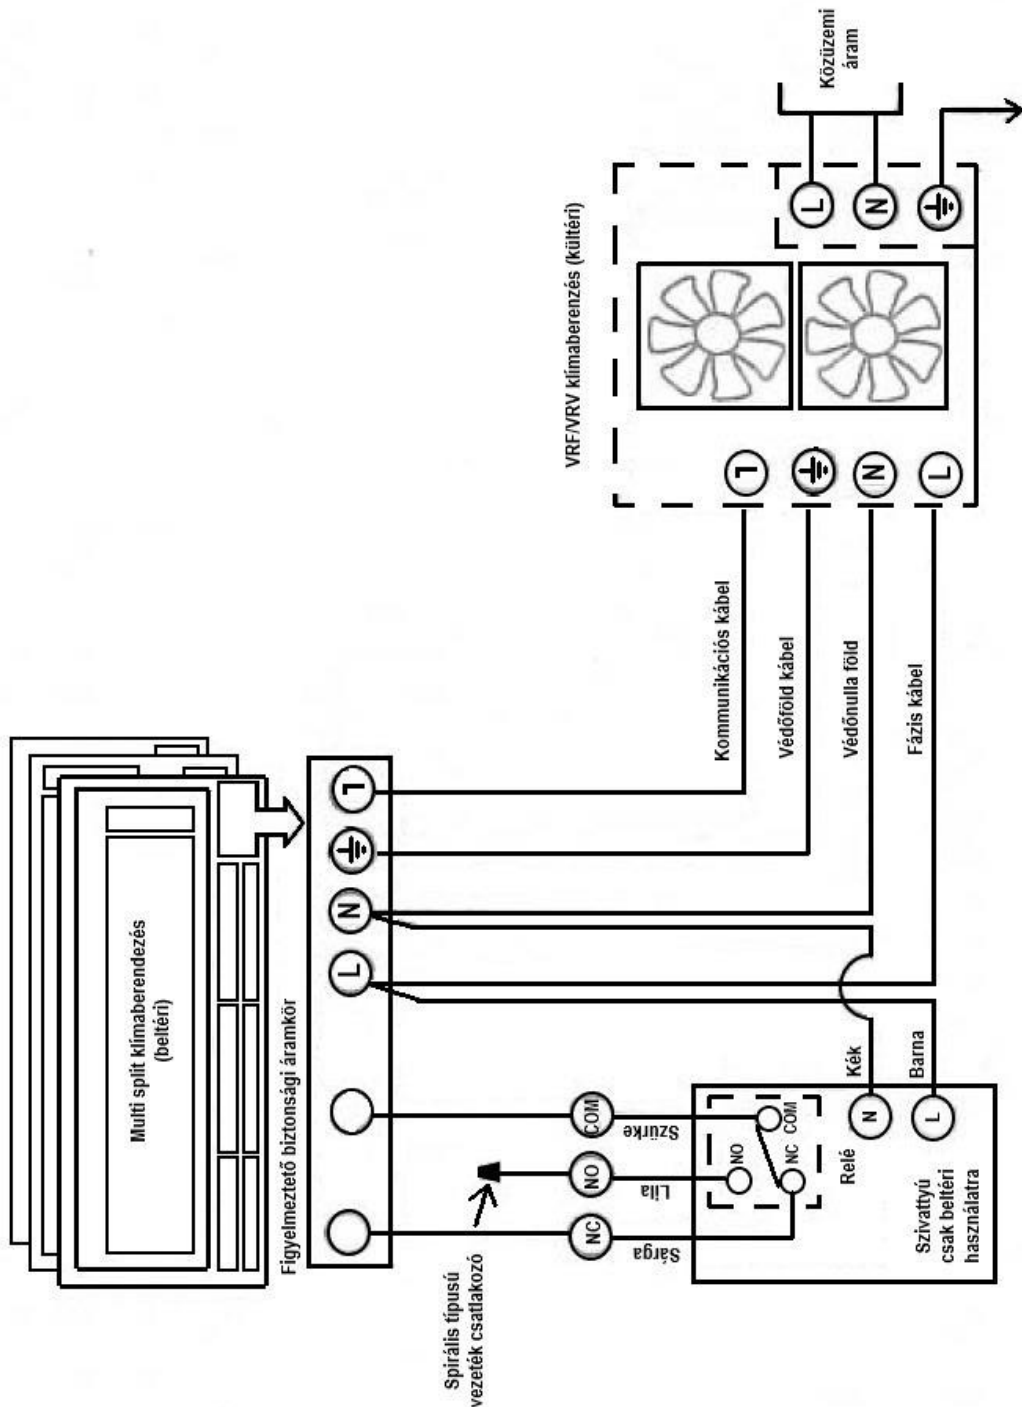 Multi split klímaberendezés
(beltéri)
Figyelmeztető biztonsági áramkör
L
N
L
Spirális típusú
vezeték csatlakozó
NC
NO
COM
Sárga
Lila
Szürke
NO
NC
COM
Relé
N
L
Kék
Barna
Szivattyú
csak beltéri
használatra
Kommunikációs kábel
Védőföld kábel
Védőnulla föld
Fázis kábel
VRF/VRV klímaberenzés (kültéri)
L
N
L
L
N
Közüzemi
áram